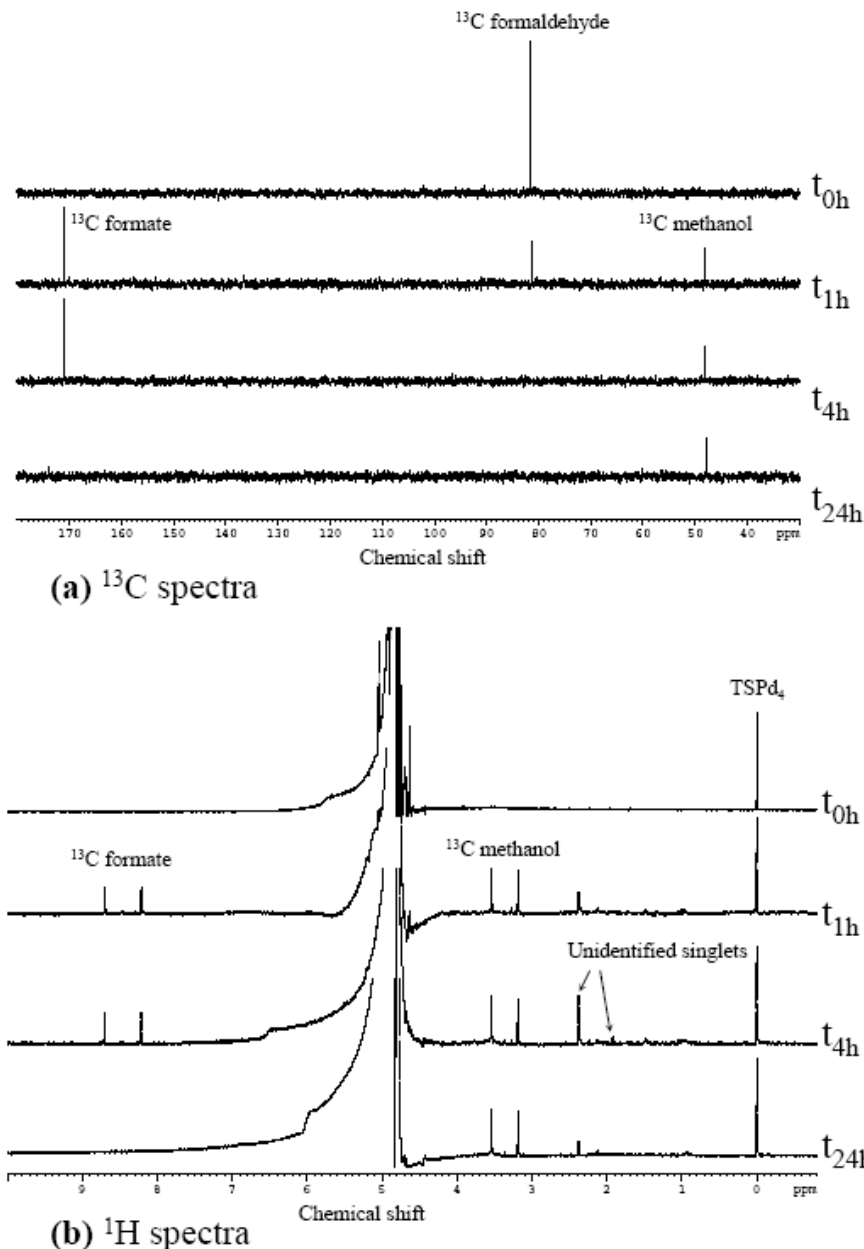 ¹³C formaldehyde
t₀ₕ
¹³C formate ¹³C methanol
t₁ₕ
t₄ₕ
t₂₄ₕ
170 160 150 140 130 120 110 100 90 80 70 60 50 40 ppm
Chemical shift
(a) ¹³C spectra
TSPd₄
t₀ₕ
¹³C formate ¹³C methanol
t₁ₕ
Unidentified singlets
t₄ₕ
t₂₄ₗ
9 8 7 6 5 4 3 2 1 0 ppm
Chemical shift
(b) ¹H spectra